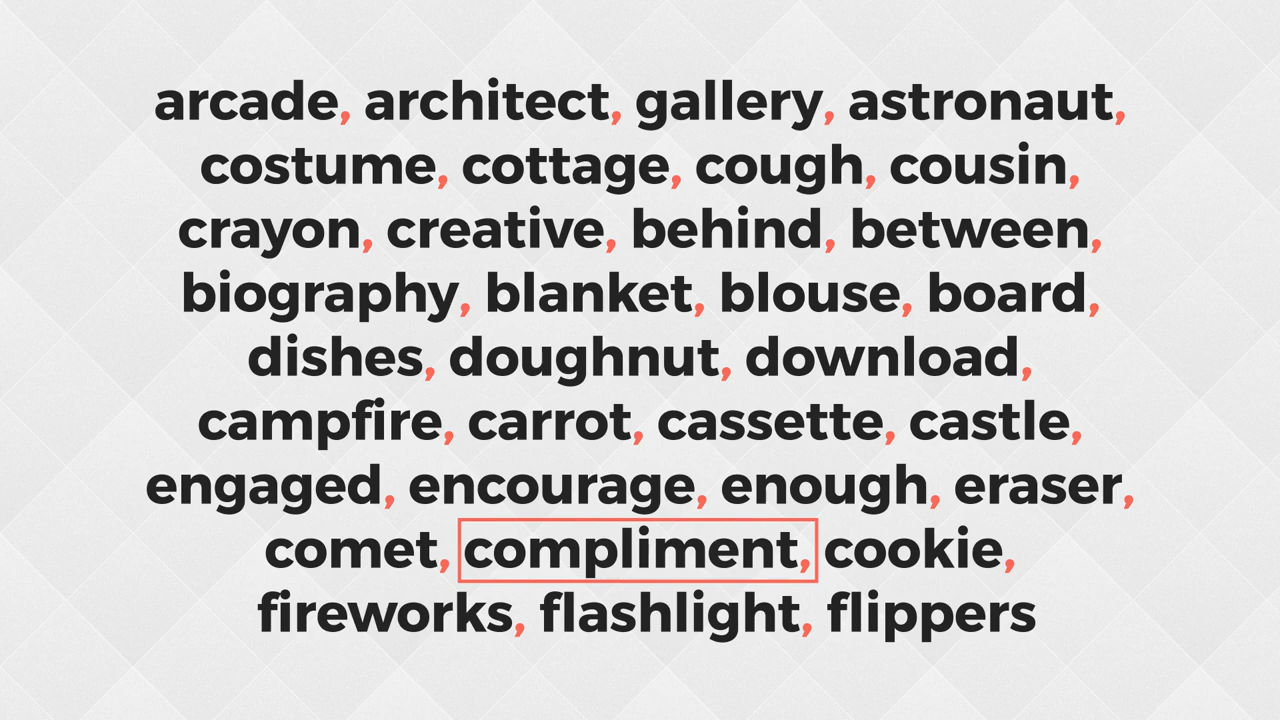 arcade, architect, gallery, astronaut,
costume, cottage, cough, cousin,
crayon, creative, behind, between,
biography, blanket, blouse, board,
dishes, doughnut, download,
campfire, carrot, cassette, castle,
engaged, encourage, enough, eraser,
comet, compliment, cookie,
fireworks, flashlight, flippers